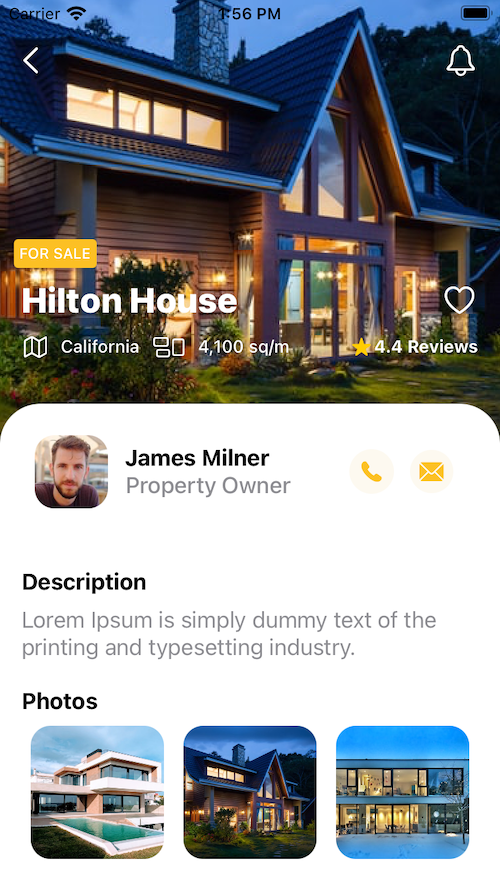 Carrier 1:56 PM
FOR SALE
Hilton House
California 4,100 sq/m 4.4 Reviews
James Milner
Property Owner
Description
Lorem Ipsum is simply dummy text of the
printing and typesetting industry.
Photos